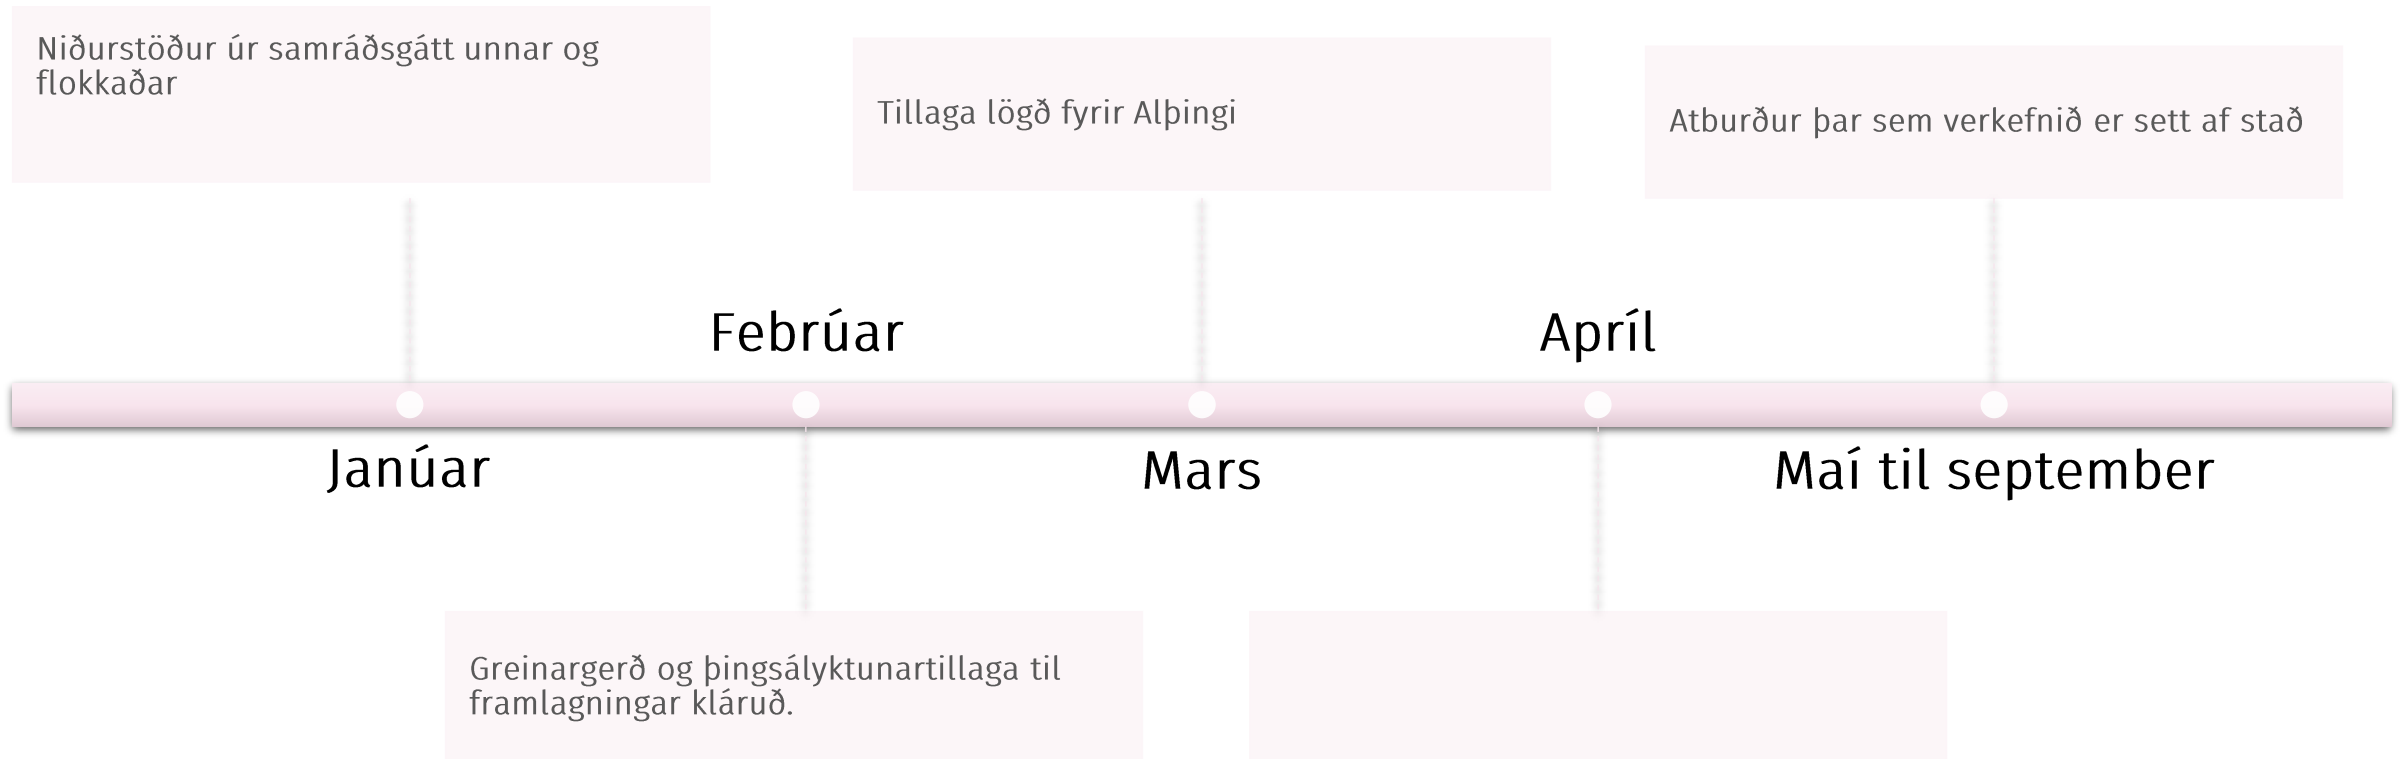 Niðurstöður úr samráðsgátt unnar og
flokkaðar
Tillaga lögð fyrir Alþingi
Atburður þar sem verkefnið er sett af stað
Febrúar
Apríl
Janúar
Mars
Maí til september
Greinargerð og þingsályktunartillaga til
framlagningar kláruð.